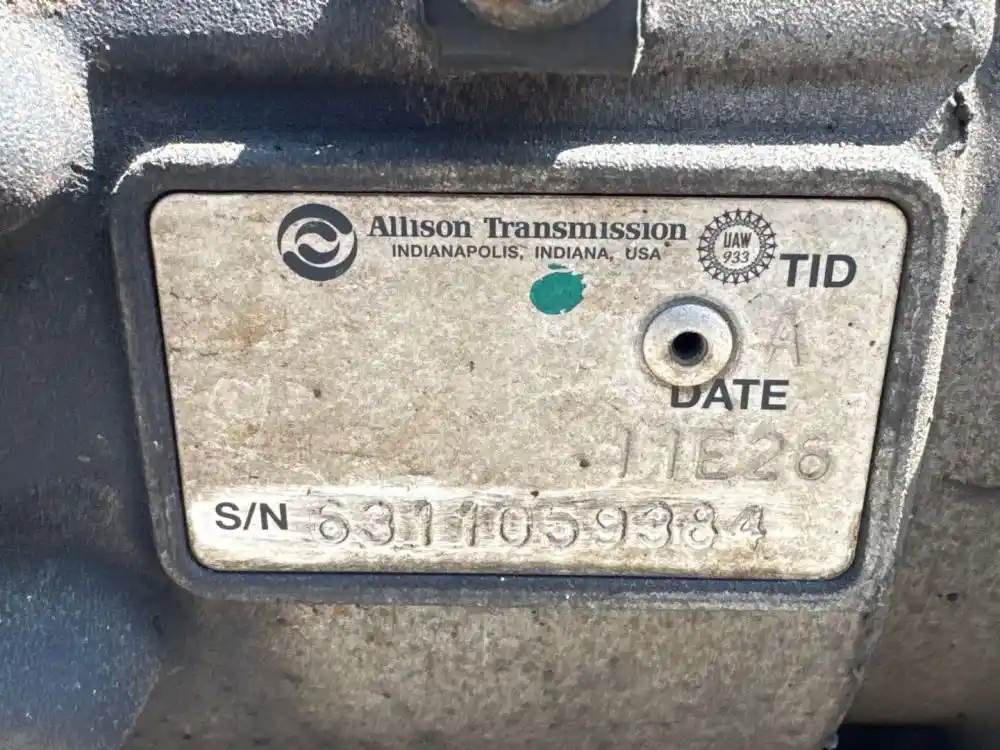 Allison Transmission
INDIANAPOLIS, INDIANA, USA
UAW
933
TID
A
DATE
11E26
S/N 6311059384